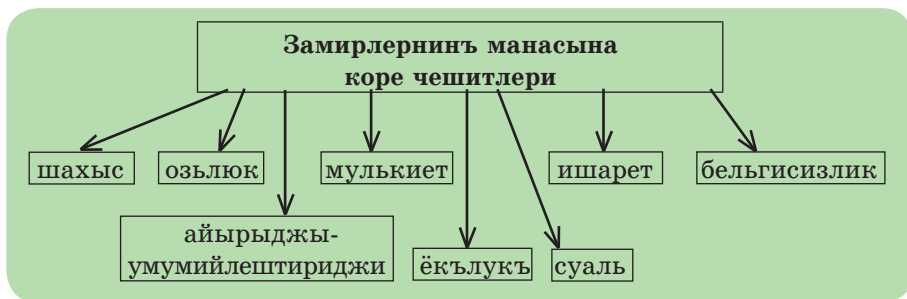 Замирлернинъ манасына
коре чешитлери
шахыс
озьлюк
мулькиет
ишарет
бельгисизлик
айырыджы-
умумийлештириджи
ёкълукъ
суаль